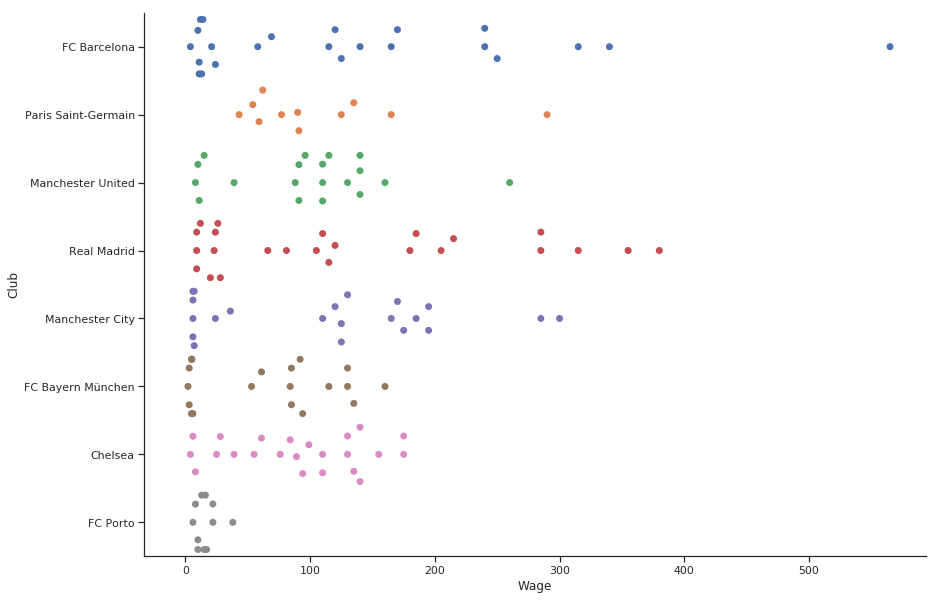 FC Barcelona
Paris Saint-Germain
Manchester United
Real Madrid
Manchester City
FC Bayern München
Chelsea
FC Porto
Club
0 100 200 300 400 500
Wage